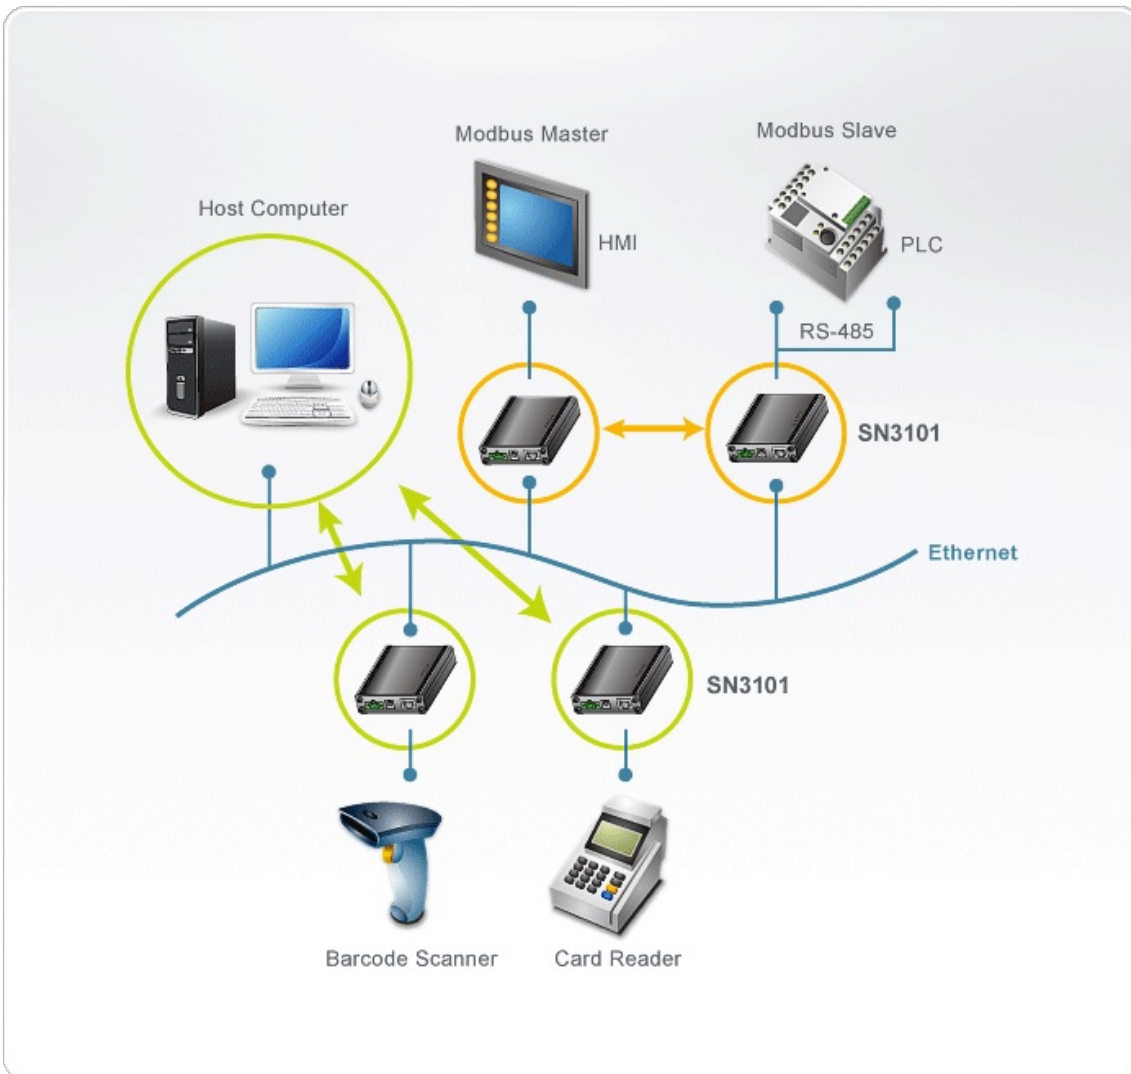 Modbus Master
Modbus Slave
Host Computer
HMI
PLC
RS-485
SN3101
Ethernet
SN3101
Barcode Scanner
Card Reader